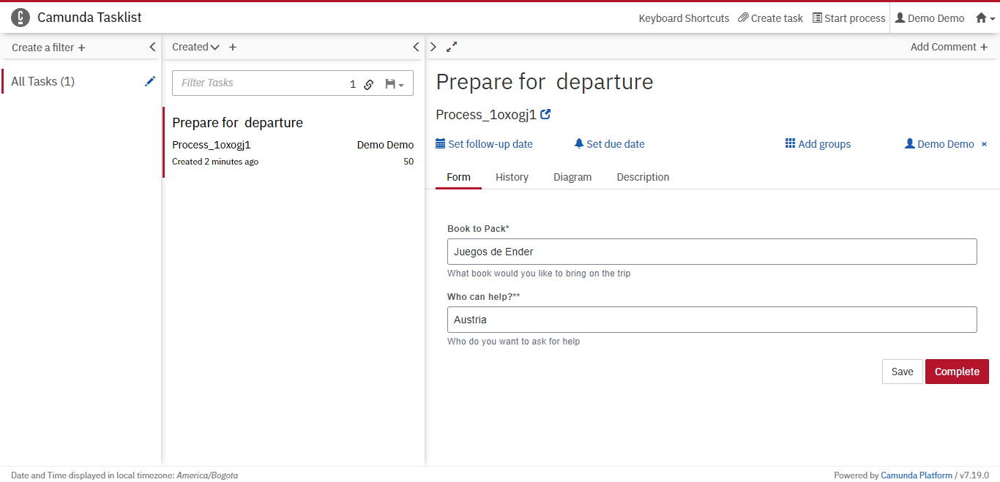 Camunda Tasklist
Keyboard Shortcuts Create task Start process Demo Demo
Create a filter +
Created +
Add Comment +
All Tasks (1)
Filter Tasks 1
Prepare for departure
Process_1oxogj1 Demo Demo
Created 2 minutes ago 50
Prepare for departure
Process_1oxogj1
Set follow-up date Set due date Add groups Demo Demo ×
Form History Diagram Description
Book to Pack*
Juegos de Ender
What book would you like to bring on the trip
Who can help?**
Austria
Who do you want to ask for help
Save Complete
Date and Time displayed in local timezone: America/Bogota
Powered by Camunda Platform / v7.19.0